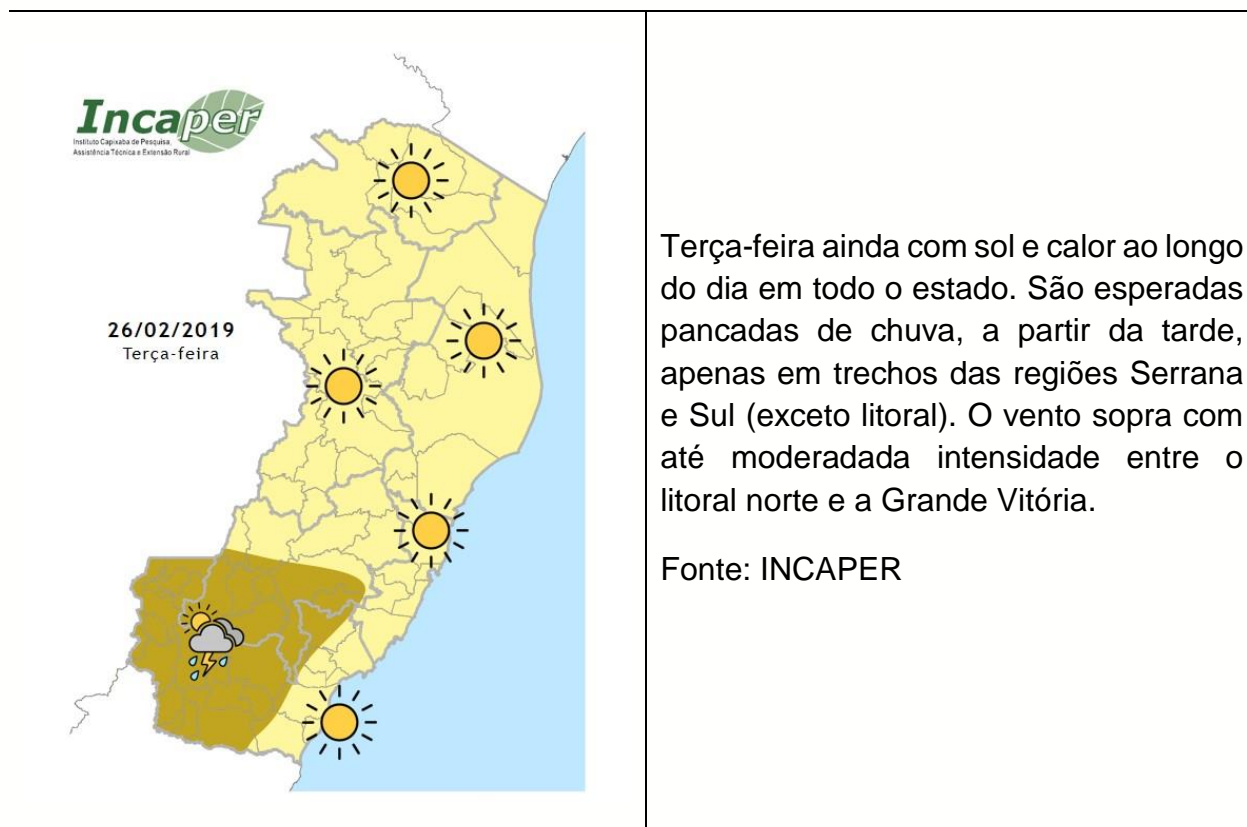 Incaper
Instituto Capixaba de Pesquisa,
Assistência Técnica e Extensão Rural
26/02/2019
Terça-feira
Terça-feira ainda com sol e calor ao longo
do dia em todo o estado. São esperadas
pancadas de chuva, a partir da tarde,
apenas em trechos das regiões Serrana
e Sul (exceto litoral). O vento sopra com
até moderadada intensidade entre o
litoral norte e a Grande Vitória.
Fonte: INCAPER